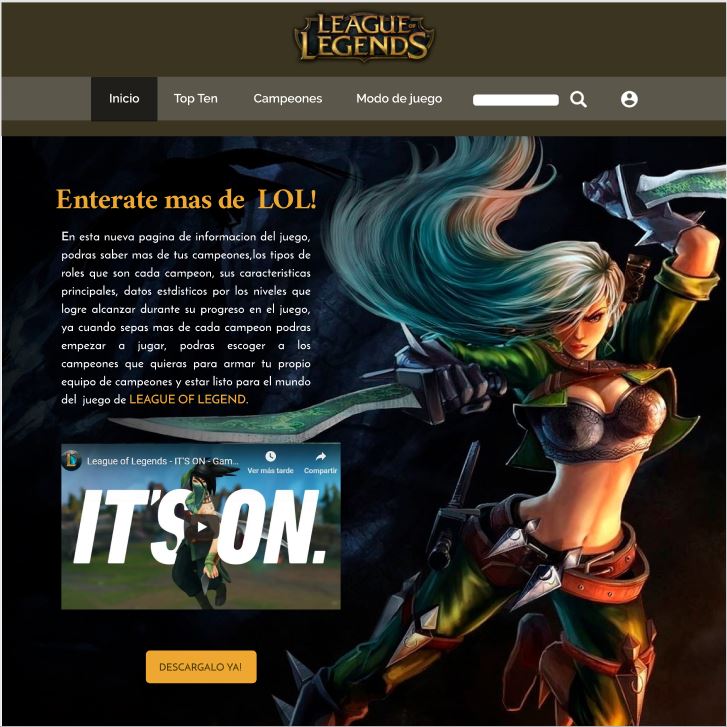 LEAGUE OF
LEGENDS
Inicio Top Ten Campeones Modo de juego
Enterate mas de LOL!
En esta nueva pagina de informacion del juego,
podras saber mas de tus campeones,los tipos de
roles que son cada campeon, sus caracteristicas
principales, datos estdisticos por los niveles que
logre alcanzar durante su progreso en el juego,
ya cuando sepas mas de cada campeon podras
empezar a jugar, podras escoger a los
campeones que quieras para armar tu propio
equipo de campeones y estar listo para el mundo
del juego de LEAGUE OF LEGEND.
League of Legends - IT'S ON - Gam...
Ver más tarde Compartir
IT'S ON.
DESCARGALO YA!